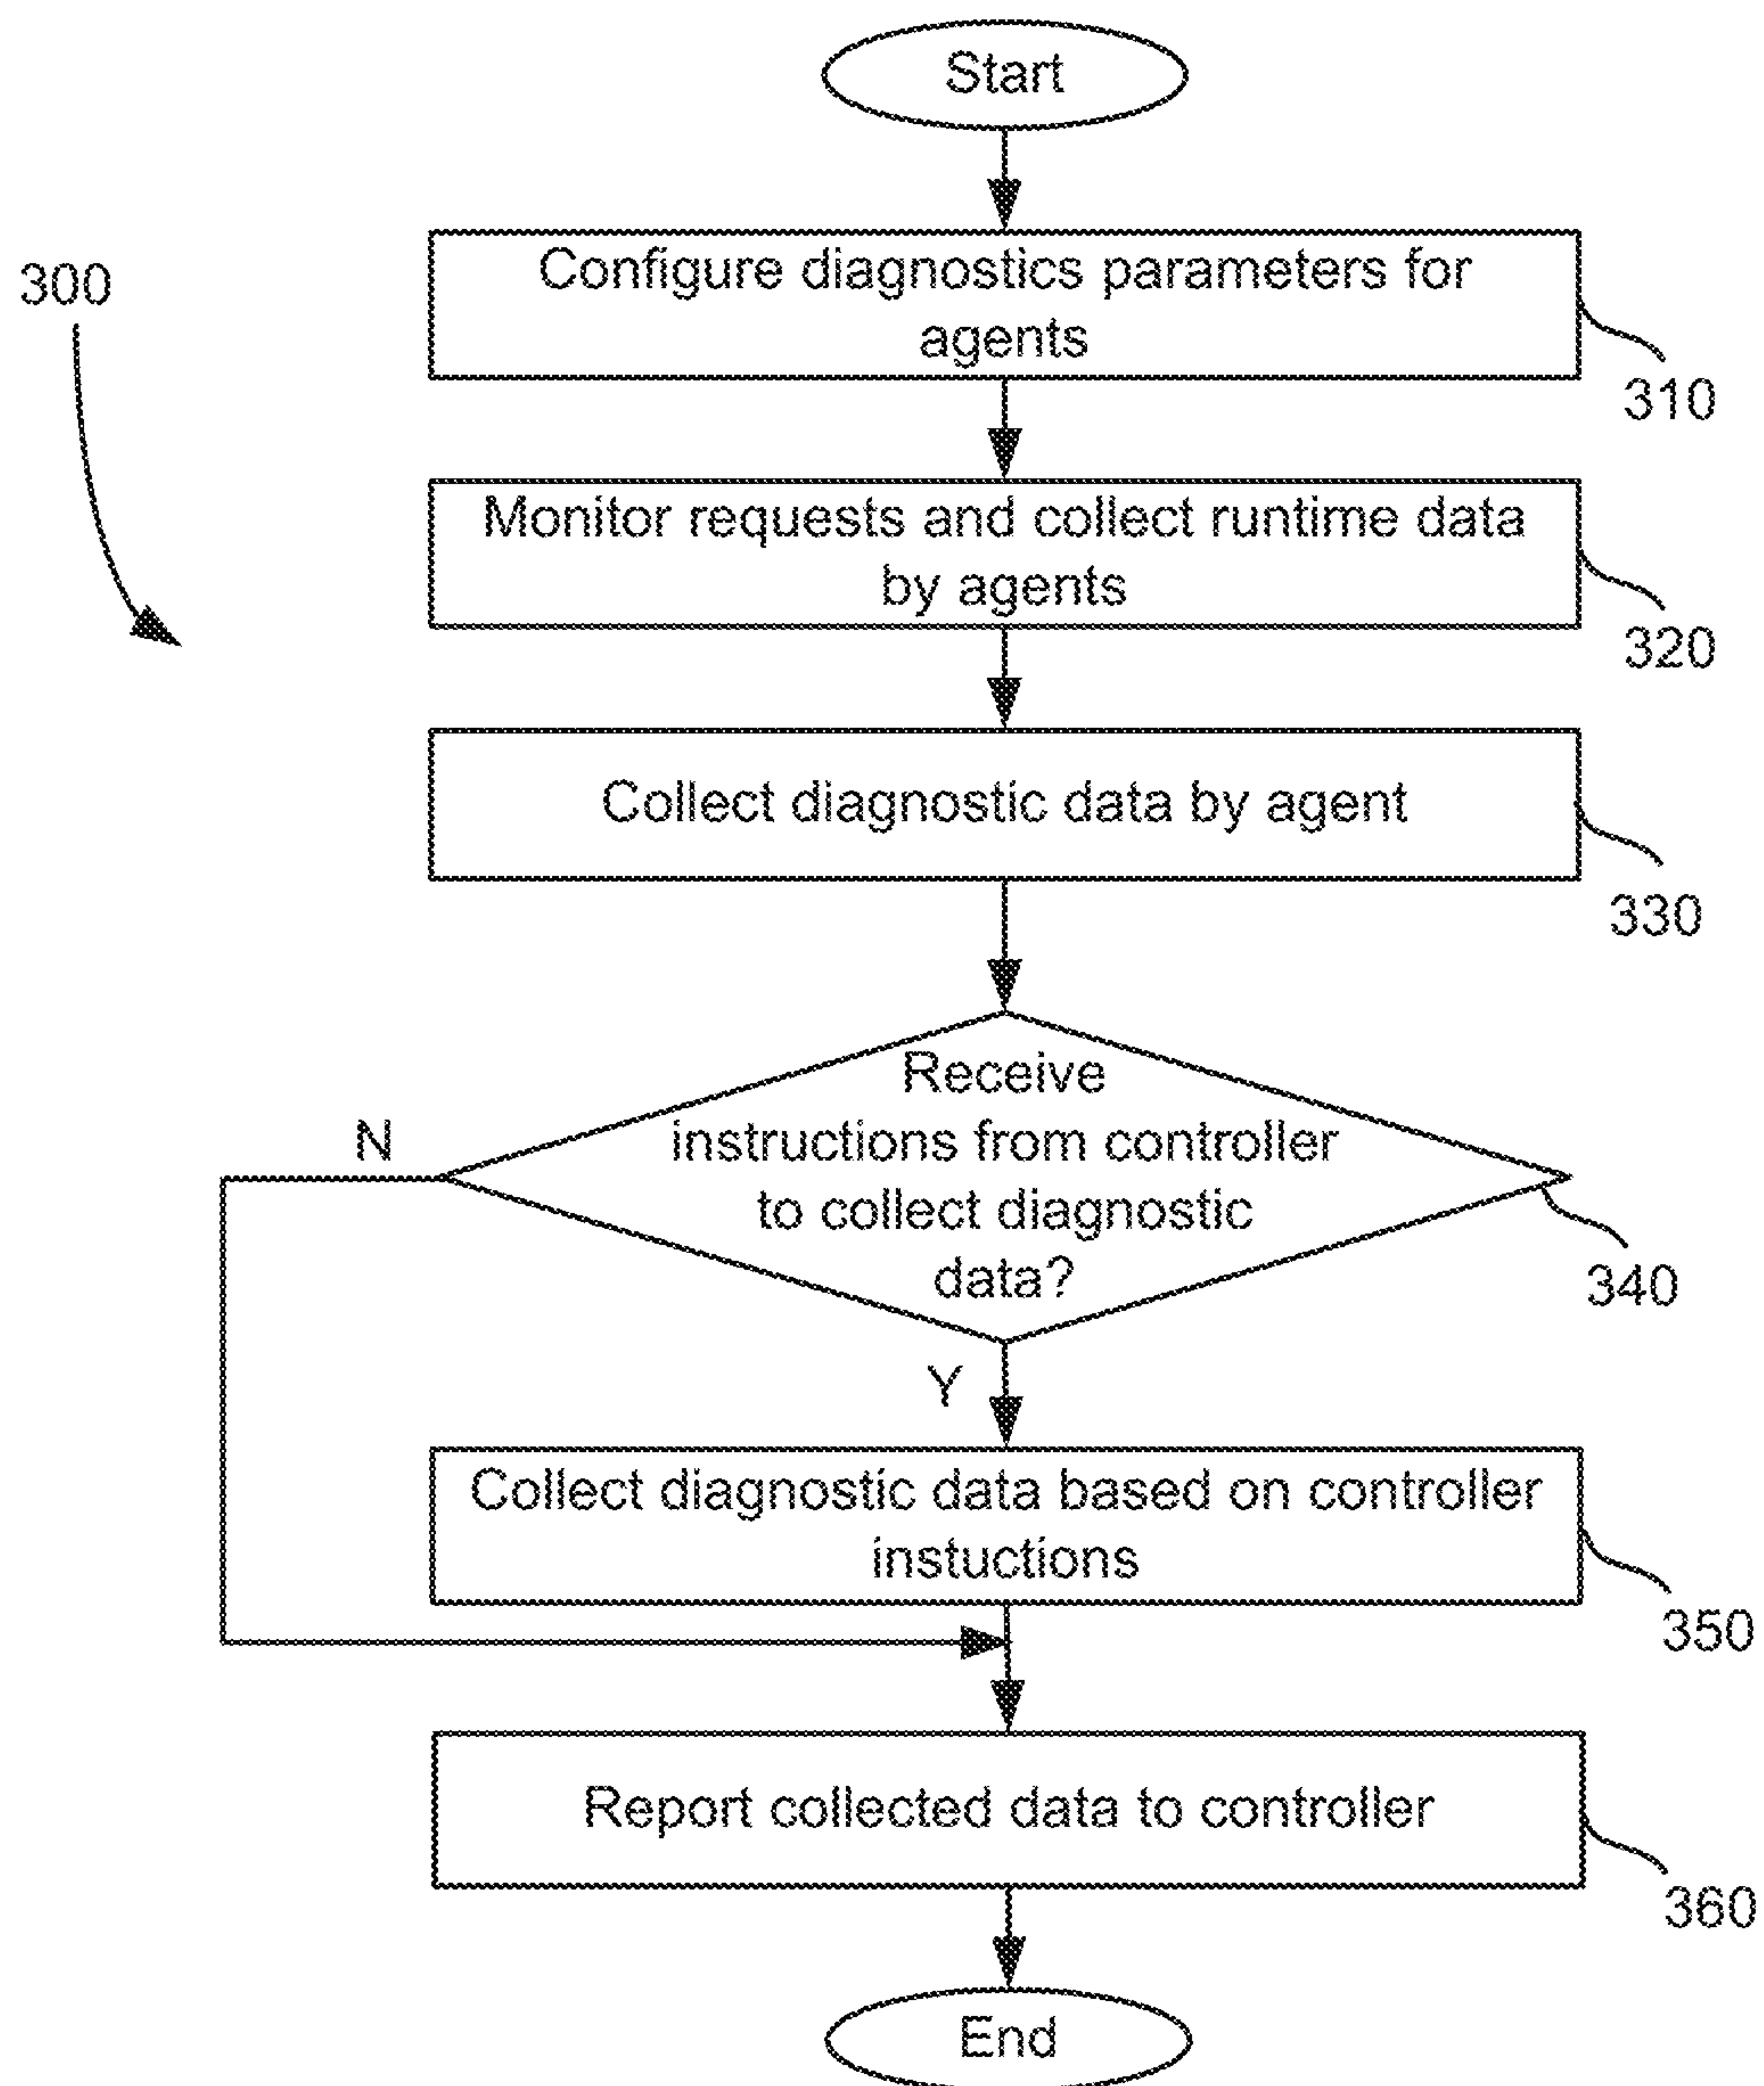 Start
300
Configure diagnostics parameters for
agents
310
Monitor requests and collect runtime data
by agents
320
Collect diagnostic data by agent
330
Receive
instructions from controller
to collect diagnostic
data?
N
340
Y
Collect diagnostic data based on controller
instuctions
350
Report collected data to controller
360
End